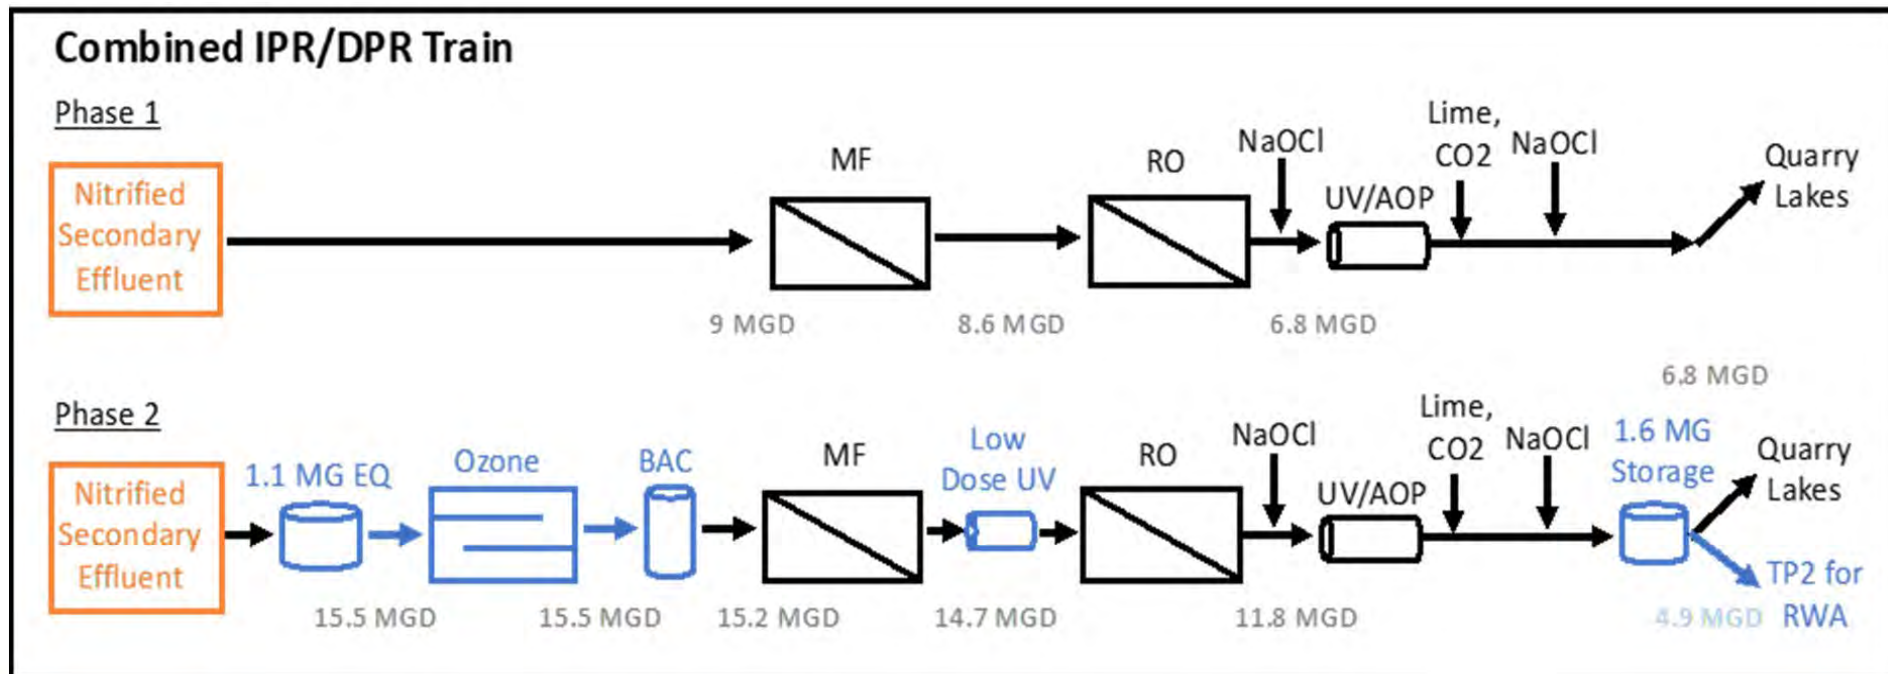 Combined IPR/DPR Train
Phase 1
Nitrified
Secondary
Effluent
MF
RO
NaOCl
UV/AOP
Lime,
CO2
NaOCl
Quarry
Lakes
9 MGD
8.6 MGD
6.8 MGD
6.8 MGD
Phase 2
Nitrified
Secondary
Effluent
1.1 MG EQ
Ozone
BAC
MF
Low
Dose UV
RO
NaOCl
UV/AOP
Lime,
CO2
NaOCl
1.6 MG
Storage
Quarry
Lakes
TP2 for
RWA
15.5 MGD
15.5 MGD
15.2 MGD
14.7 MGD
11.8 MGD
4.9 MGD